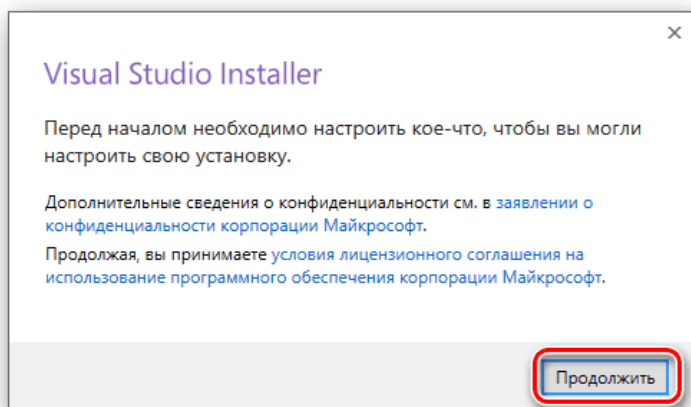 Visual Studio Installer
Перед началом необходимо настроить кое-что, чтобы вы могли
настроить свою установку.
Дополнительные сведения о конфиденциальности см. в заявлении о
конфиденциальности корпорации Майкрософт.
Продолжая, вы принимаете условия лицензионного соглашения на
использование программного обеспечения корпорации Майкрософт.
Продолжить